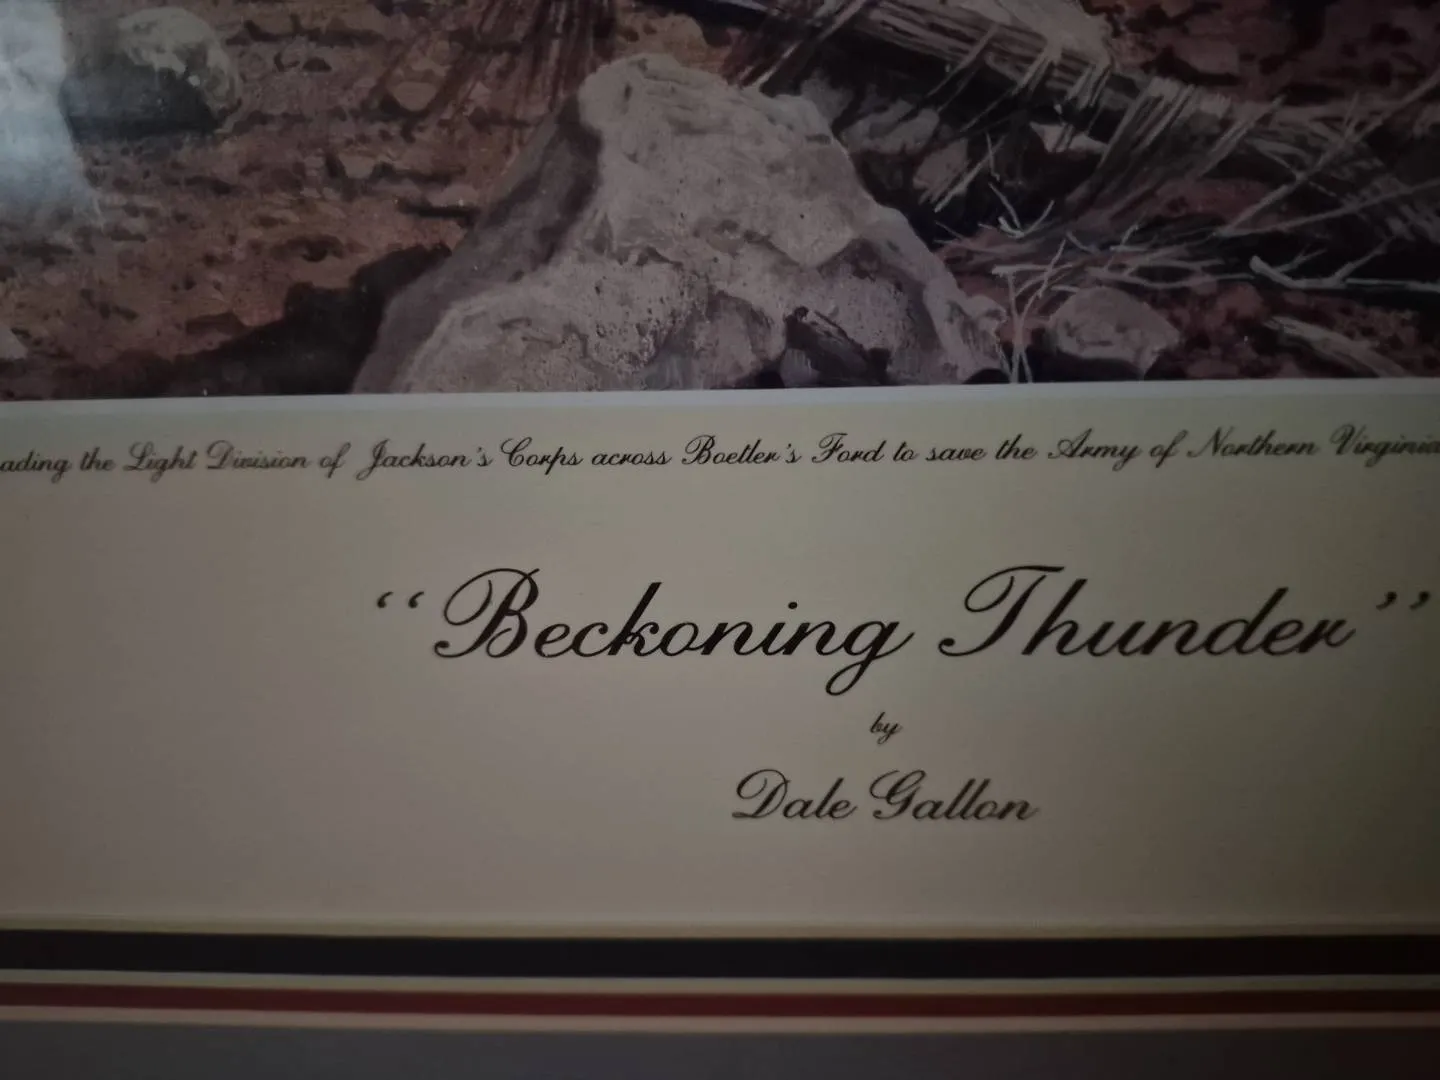 ading the Light Division of Jackson's Corps across Boetler's Ford to save the Army of Northern Virginia
“Beckoning Thunder”
by
Dale Gallon